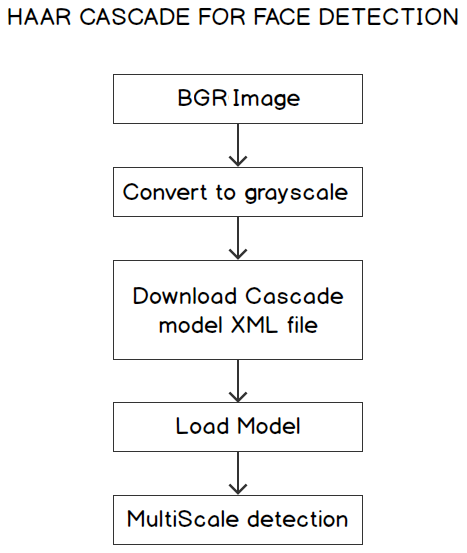 HAAR CASCADE FOR FACE DETECTION
BGR Image
Convert to grayscale
Download Cascade
model XML file
Load Model
MultiScale detection